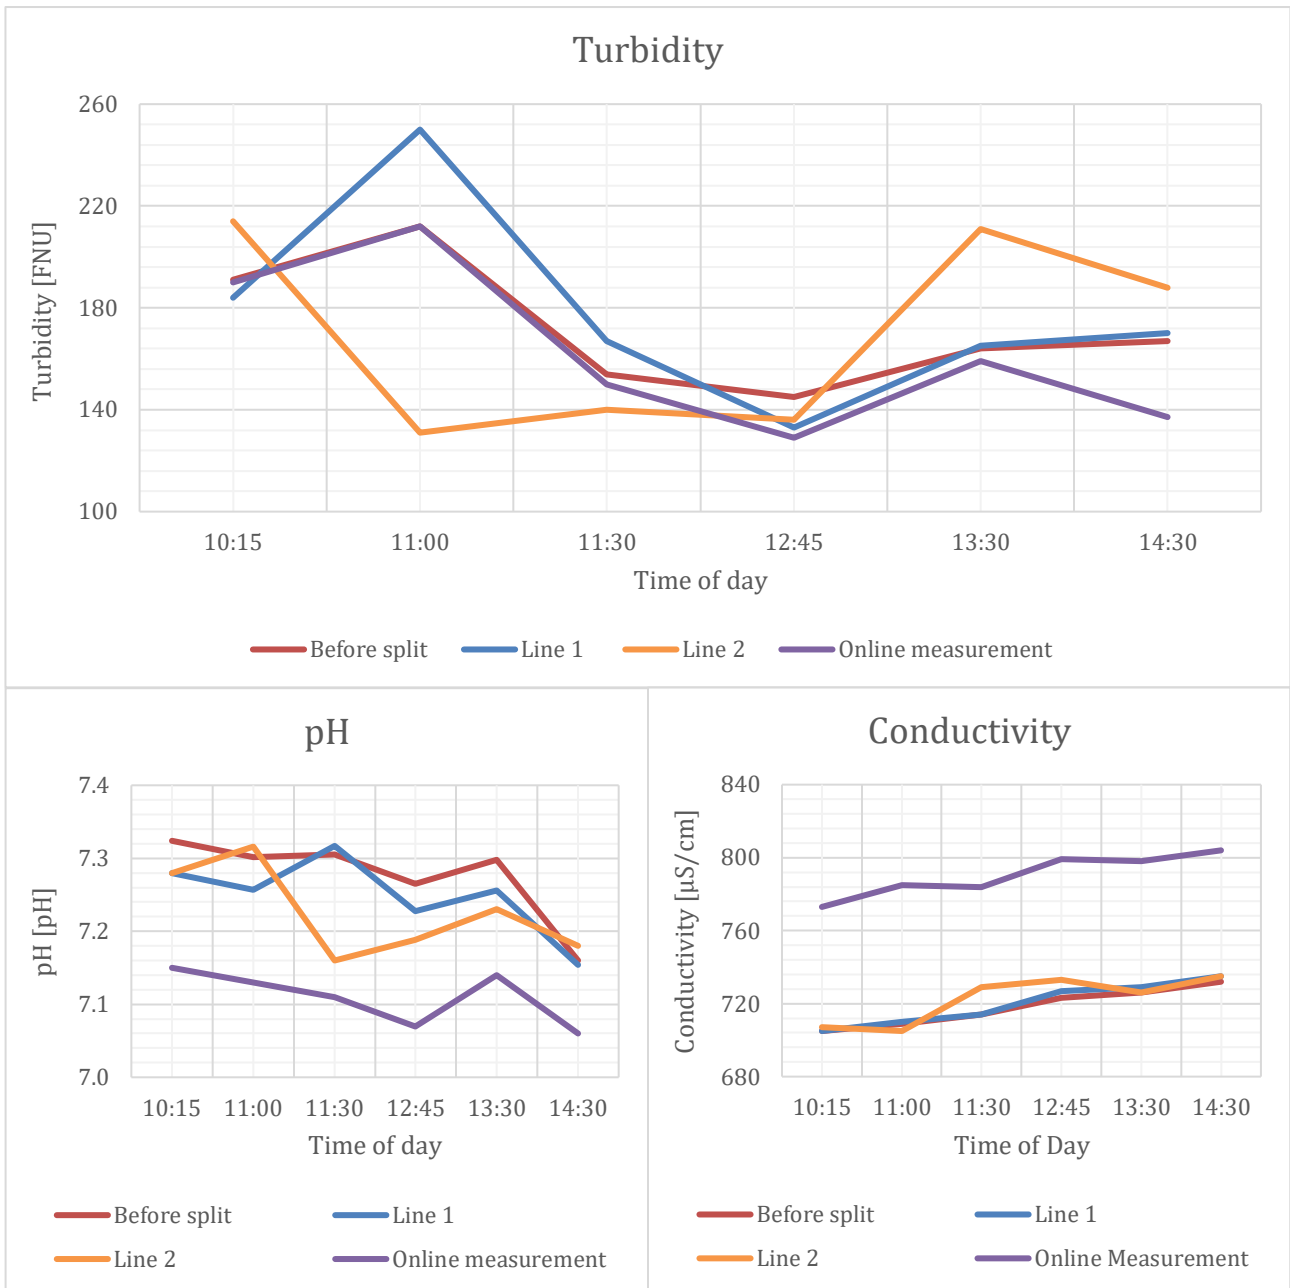 Turbidity
260
220
180
140
100
Turbidity [FNU]
10:15 11:00 11:30 12:45 13:30 14:30
Time of day
Before split Line 1 Line 2 Online measurement
pH
7.4
7.3
7.2
7.1
7.0
pH [pH]
10:15 11:00 11:30 12:45 13:30 14:30
Time of day
Before split Line 1
Line 2 Online measurement
Conductivity
840
800
760
720
680
Conductivity [µS/cm]
10:15 11:00 11:30 12:45 13:30 14:30
Time of Day
Before split Line 1
Line 2 Online Measurement